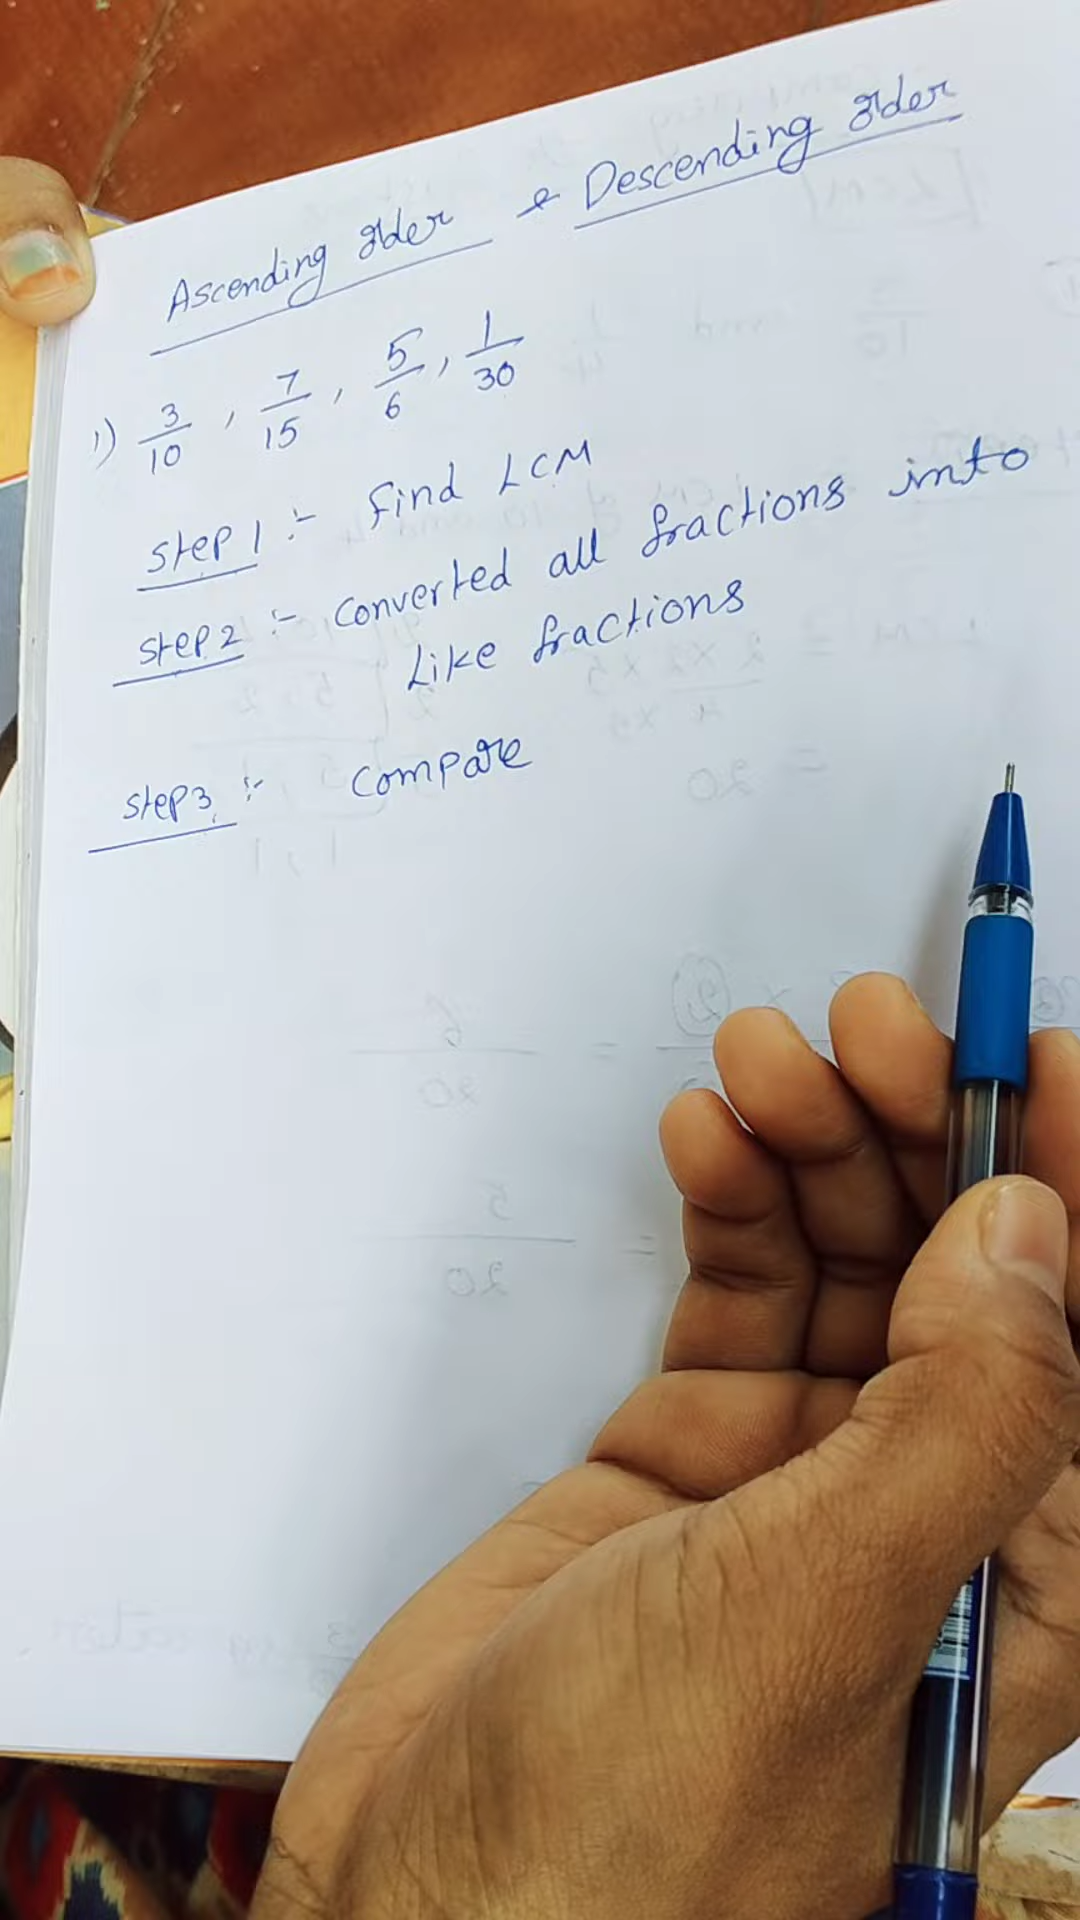 Ascending order & Descending order
1) 3/10 , 7/15 , 5/6 , 1/30
Step 1 :- Find LCM
Step 2 :- Converted all fractions into
Like fractions
Step 3 :- Compare